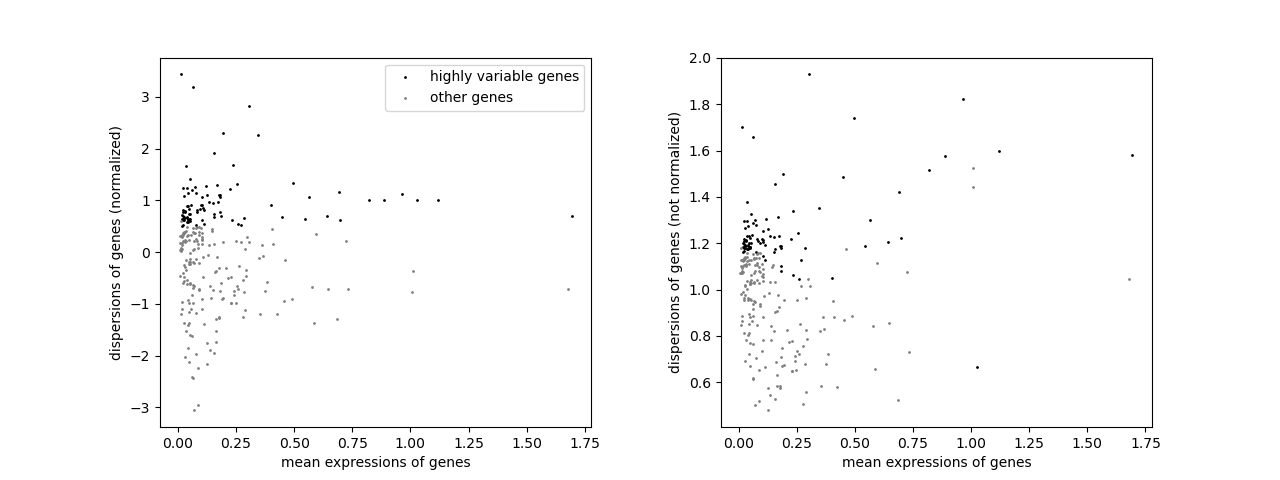 highly variable genes
other genes
dispersions of genes (normalized)
3
2
1
0
−1
−2
−3
0.00 0.25 0.50 0.75 1.00 1.25 1.50 1.75
mean expressions of genes
dispersions of genes (not normalized)
2.0
1.8
1.6
1.4
1.2
1.0
0.8
0.6
0.00 0.25 0.50 0.75 1.00 1.25 1.50 1.75
mean expressions of genes